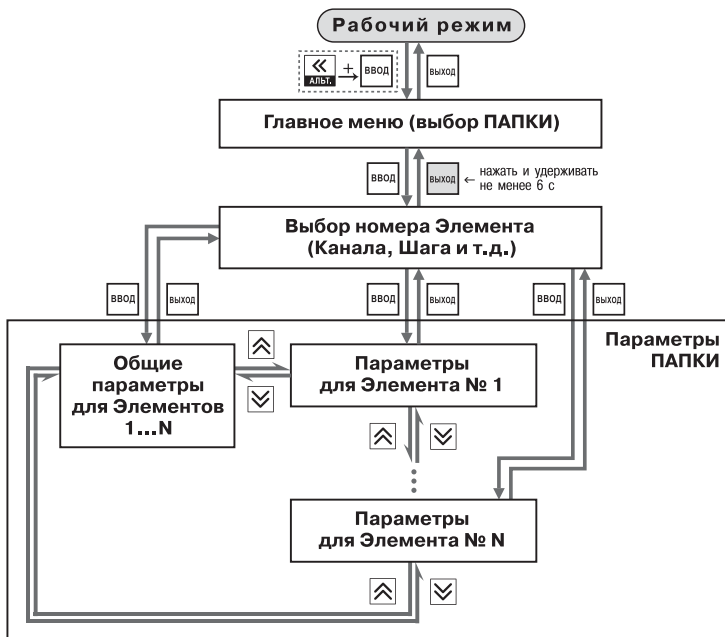 Рабочий режим
АЛЬТ.
+
ВВОД
ВЫХОД
Главное меню (выбор ПАПКИ)
ВВОД
ВЫХОД
← нажать и удерживать
не менее 6 с
Выбор номера Элемента
(Канала, Шага и т.д.)
ВВОД
ВЫХОД
ВВОД
ВЫХОД
ВВОД
ВЫХОД
Параметры
ПАПКИ
Общие
параметры
для Элементов
1...N
Параметры
для Элемента № 1
Параметры
для Элемента № N